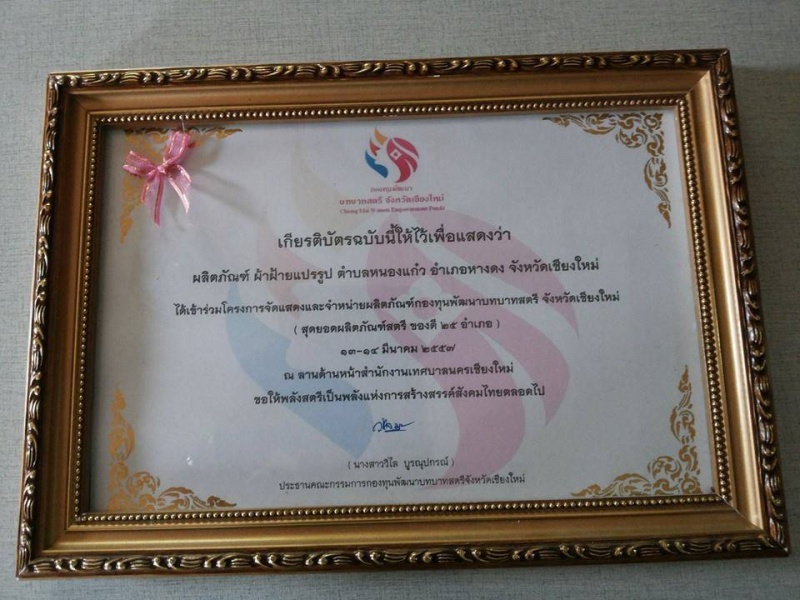 กองทุนพัฒนา
บทบาทสตรี จังหวัดเชียงใหม่
Chiang Mai Women Empowerment Funds
เกียรติบัตรฉบับนี้ให้ไว้เพื่อแสดงว่า
ผลิตภัณฑ์ ผ้าฝ้ายแปรรูป ตำบลหนองแก๋ว อำเภอหางดง จังหวัดเชียงใหม่
ได้เข้าร่วมโครงการจัดแสดงและจำหน่ายผลิตภัณฑ์กองทุนพัฒนาบทบาทสตรี จังหวัดเชียงใหม่
( สุดยอดผลิตภัณฑ์สตรี ของดี ๒๕ อำเภอ )
๑๓-๑๔ มีนาคม ๒๕๕๗
ณ ลานด้านหน้าสำนักงานเทศบาลนครเชียงใหม่
ขอให้พลังสตรีเป็นพลังแห่งการสร้างสรรค์สังคมไทยตลอดไป
( นางสาววิไล บูรณุปกรณ์ )
ประธานคณะกรรมการกองทุนพัฒนาบทบาทสตรีจังหวัดเชียงใหม่